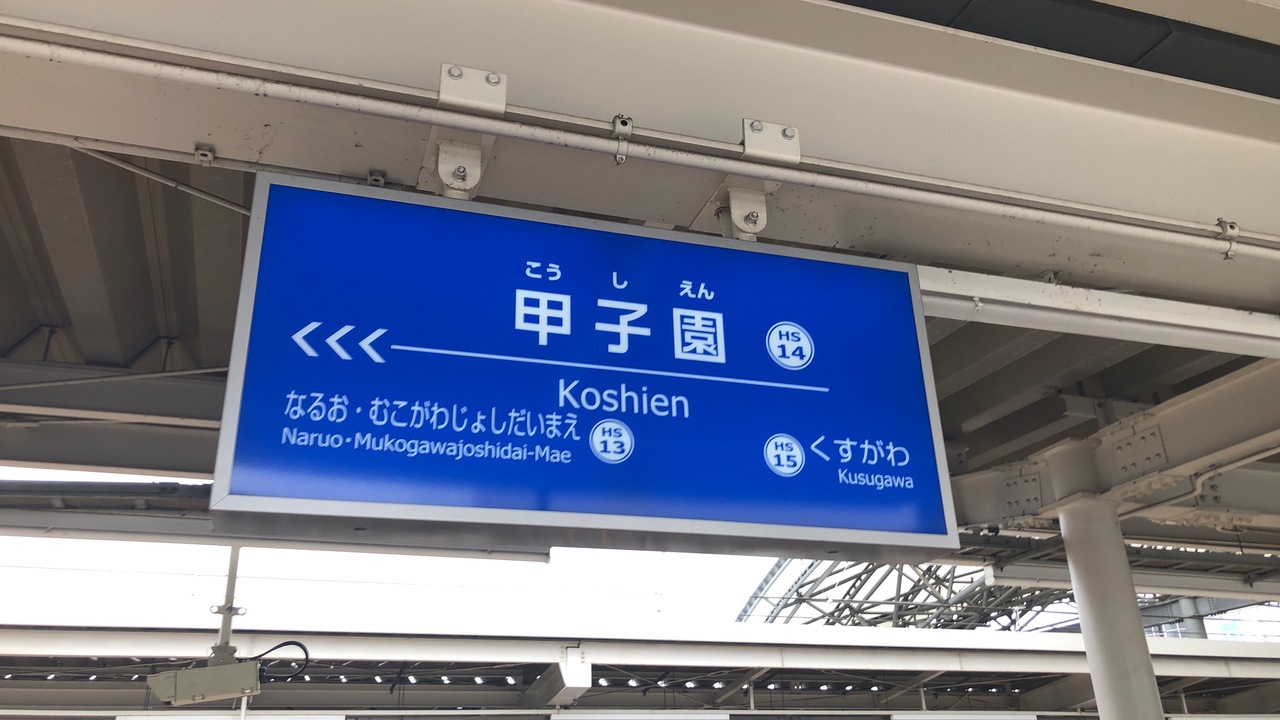 こう し えん
甲子園 HS 14
Koshien
なるお・むこがわじょしだいまえ HS 13
Naruo・Mukogawajoshidai-Mae
HS 15 くすがわ
Kusugawa